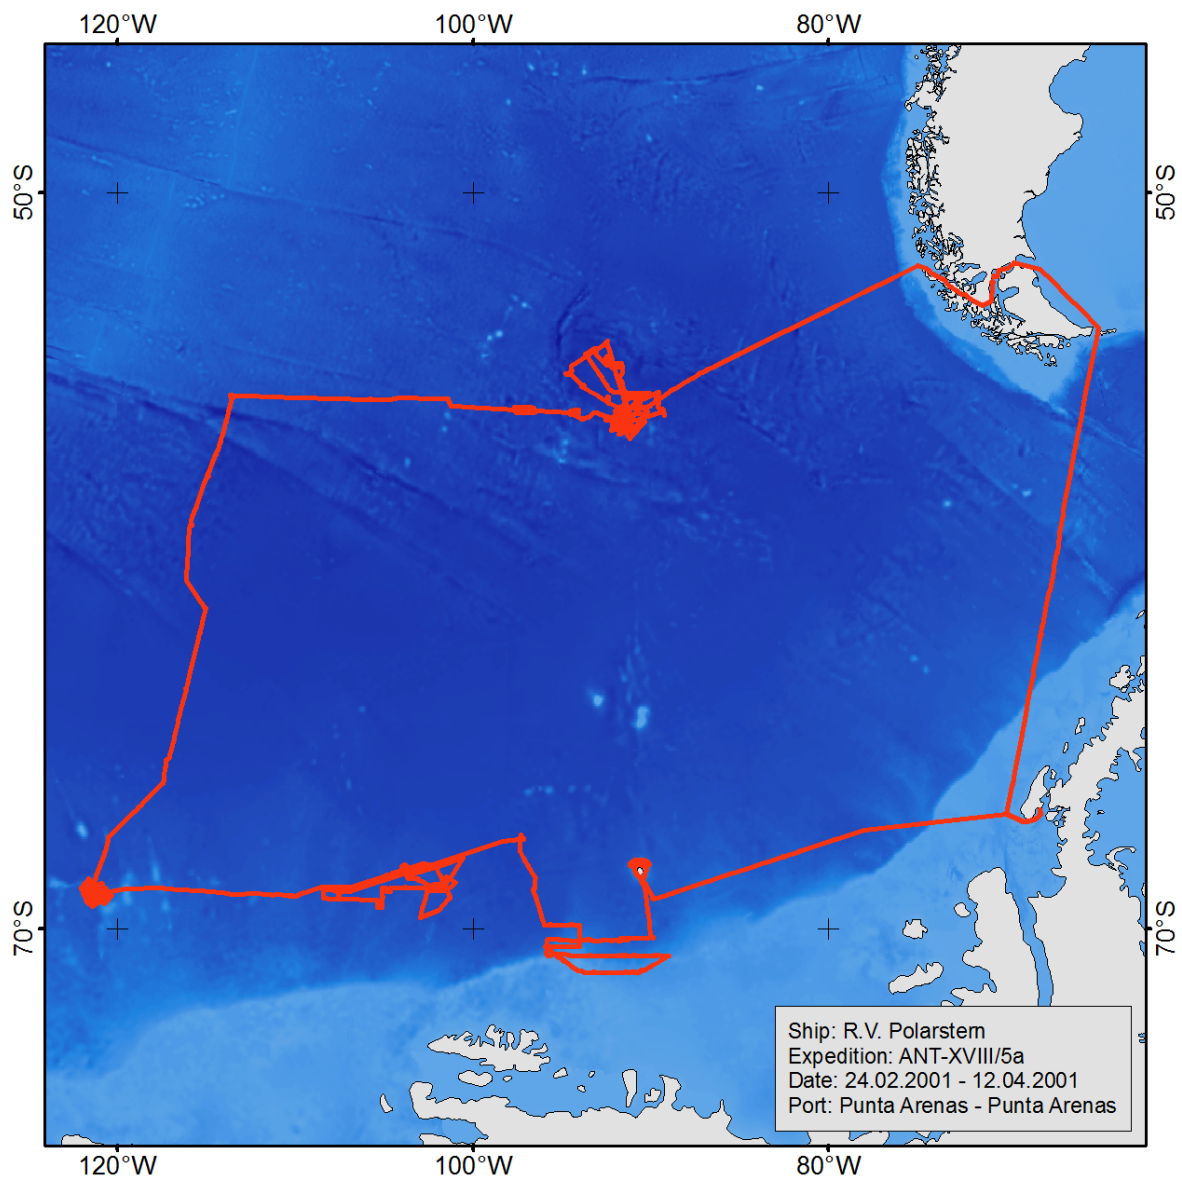 120°W 100°W 80°W
50°S 50°S
70°S 70°S
Ship: R.V. Polarstern
Expedition: ANT-XVIII/5a
Date: 24.02.2001 - 12.04.2001
Port: Punta Arenas - Punta Arenas
120°W 100°W 80°W